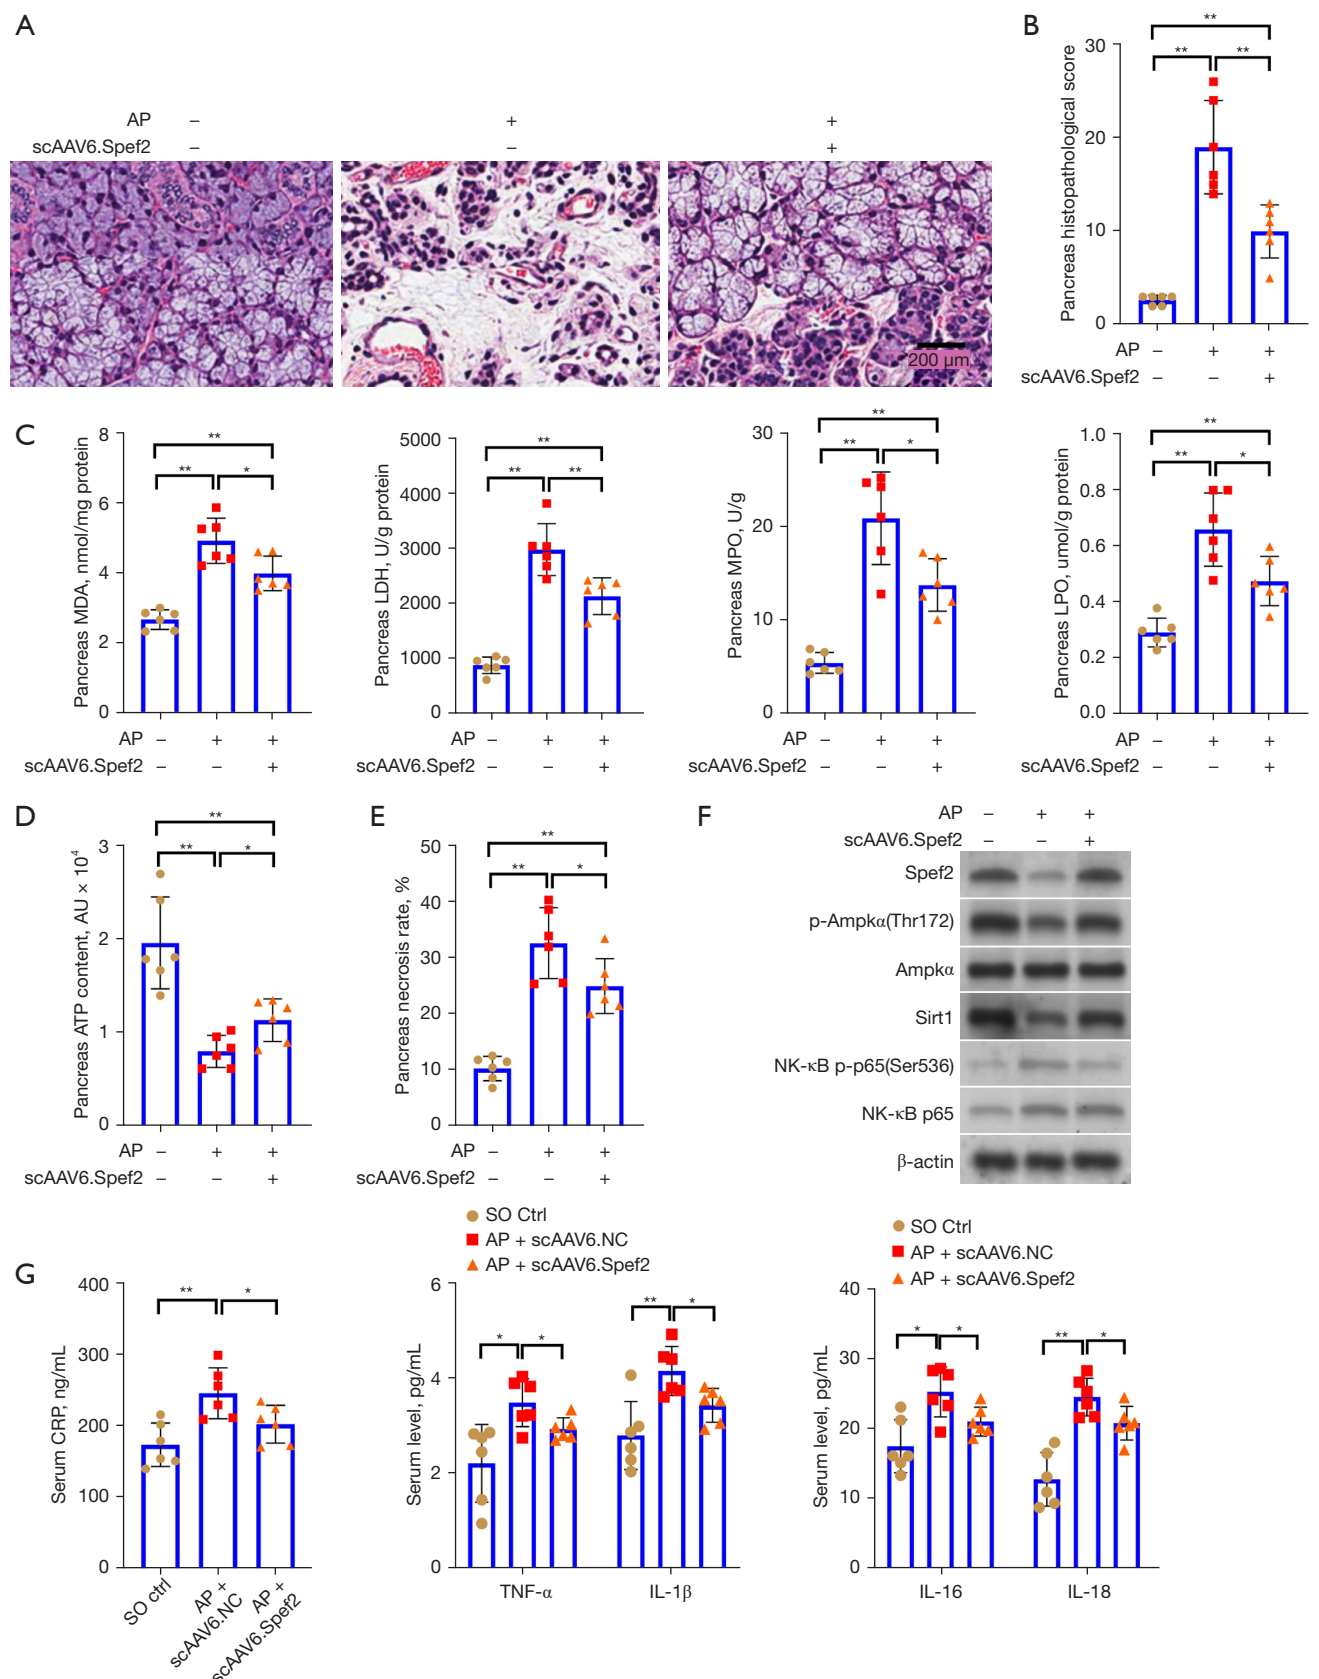 A
AP – + +
scAAV6.Spef2 – – +
200 μm
B
** ** **
Pancreas histopathological score
30
20
10
0
AP – + +
scAAV6.Spef2 – – +
C
Pancreas MDA, nmol/mg protein
8
6
4
2
0
** ** *
AP – + +
scAAV6.Spef2 – – +
Pancreas LDH, U/g protein
5000
4000
3000
2000
1000
0
** ** **
AP – + +
scAAV6.Spef2 – – +
Pancreas MPO, U/g
30
20
10
0
** ** *
AP – + +
scAAV6.Spef2 – – +
Pancreas LPO, umol/g protein
1.0
0.8
0.6
0.4
0.2
0.0
** ** *
AP – + +
scAAV6.Spef2 – – +
D
Pancreas ATP content, AU × 10⁴
3
2
1
0
** ** *
AP – + +
scAAV6.Spef2 – – +
E
Pancreas necrosis rate, %
50
40
30
20
10
0
** ** *
AP – + +
scAAV6.Spef2 – – +
F
AP – + +
scAAV6.Spef2 – – +
Spef2
p-Ampkα(Thr172)
Ampkα
Sirt1
NK-κB p-p65(Ser536)
NK-κB p65
β-actin
G
Serum CRP, ng/mL
400
300
200
100
0
** *
SO ctrl
AP +
scAAV6.NC
AP +
scAAV6.Spef2
SO Ctrl
AP + scAAV6.NC
AP + scAAV6.Spef2
Serum level, pg/mL
6
4
2
0
* * ** *
TNF-α IL-1β
SO Ctrl
AP + scAAV6.NC
AP + scAAV6.Spef2
Serum level, pg/mL
40
30
20
10
0
* * ** *
IL-16 IL-18